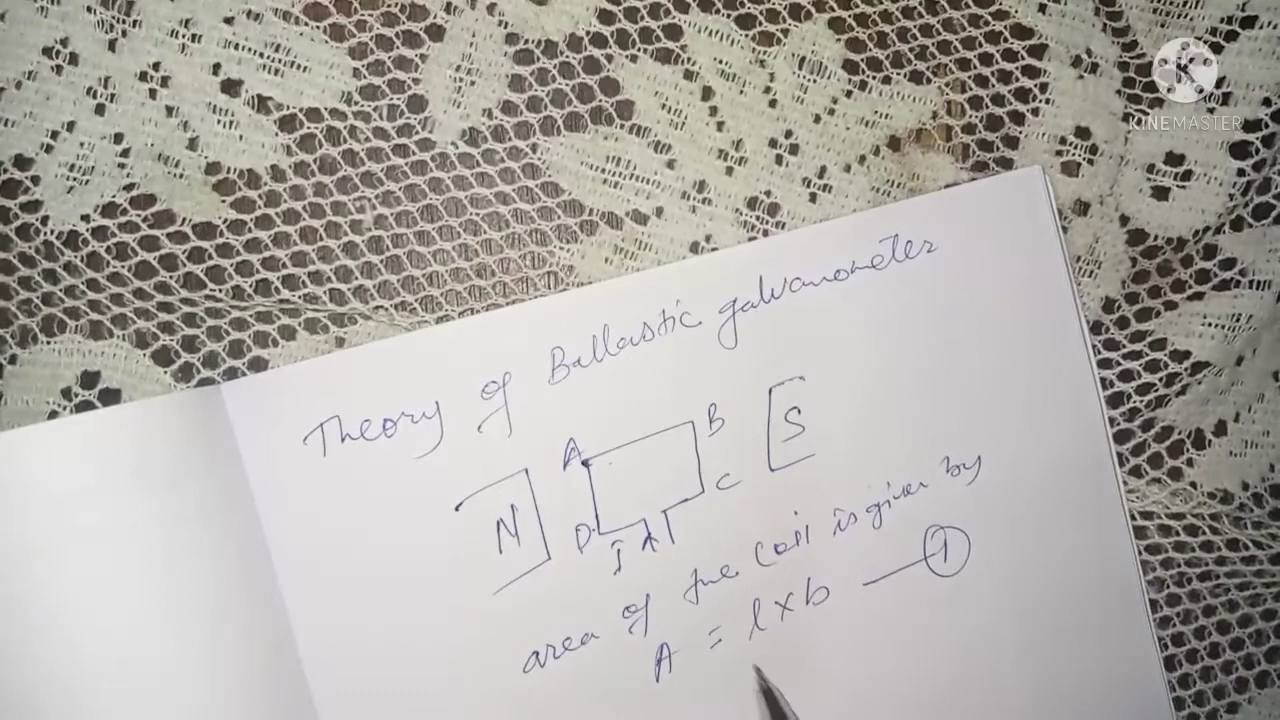 KINEMASTER
Theory of Ballastic galvanometer
A B
N S
D C
I
area of the coil is given by
A = l x b — 1